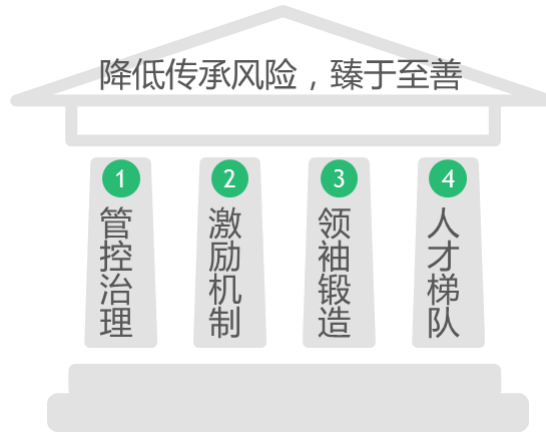 降低传承风险，臻于至善
1
管控治理
2
激励机制
3
领袖锻造
4
人才梯队